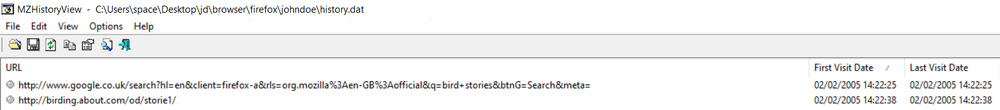 MZHistoryView  -  C:\Users\space\Desktop\jd\browser\firefox\johndoe\history.dat
File Edit View Options Help
URL First Visit Date Last Visit Date
http://www.google.co.uk/search?hl=en&client=firefox-a&rls=org.mozilla%3Aen-GB%3Aofficial&q=bird+stories&btnG=Search&meta= 02/02/2005 14:22:25 02/02/2005 14:22:25
http://birding.about.com/od/storie1/ 02/02/2005 14:22:38 02/02/2005 14:22:38